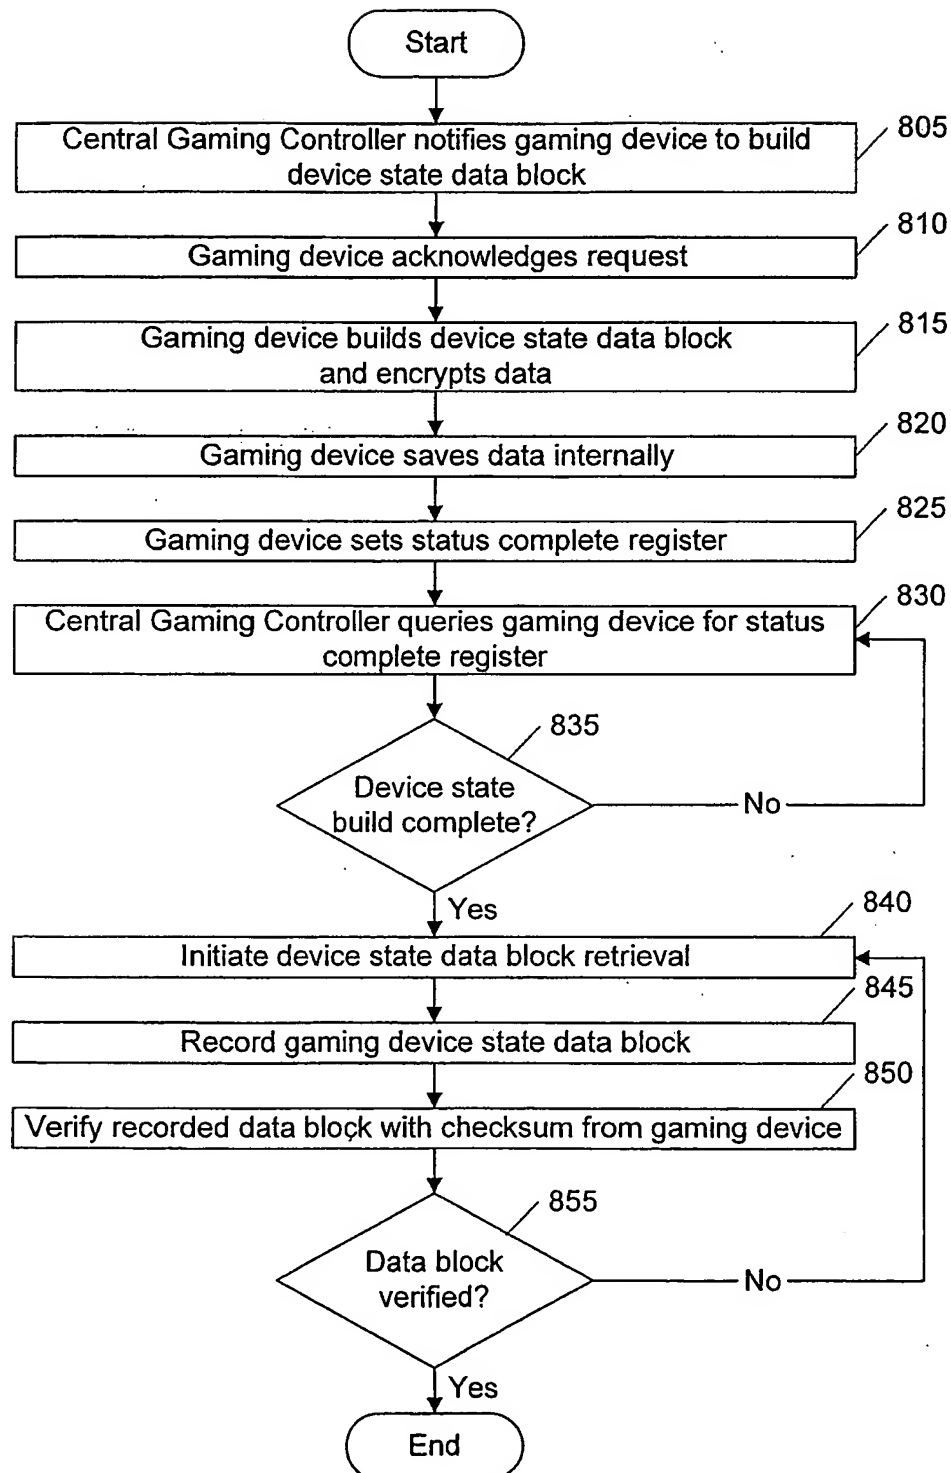 Start
Central Gaming Controller notifies gaming device to build
device state data block
805
Gaming device acknowledges request
810
Gaming device builds device state data block
and encrypts data
815
Gaming device saves data internally
820
Gaming device sets status complete register
825
Central Gaming Controller queries gaming device for status
complete register
830
835
Device state
build complete?
No
Yes
840
Initiate device state data block retrieval
845
Record gaming device state data block
850
Verify recorded data block with checksum from gaming device
855
Data block
verified?
No
Yes
End